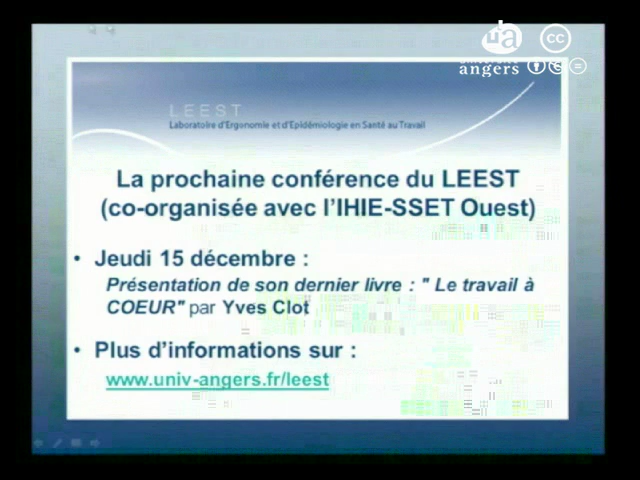 ua
cc
angers
LEEST
Laboratoire d'Ergonomie et d'Epidémiologie en Santé au Travail
La prochaine conférence du LEEST
(co-organisée avec l'IHIE-SSET Ouest)
• Jeudi 15 décembre :
Présentation de son dernier livre : " Le travail à
COEUR" par Yves Clot
• Plus d'informations sur :
www.univ-angers.fr/leest